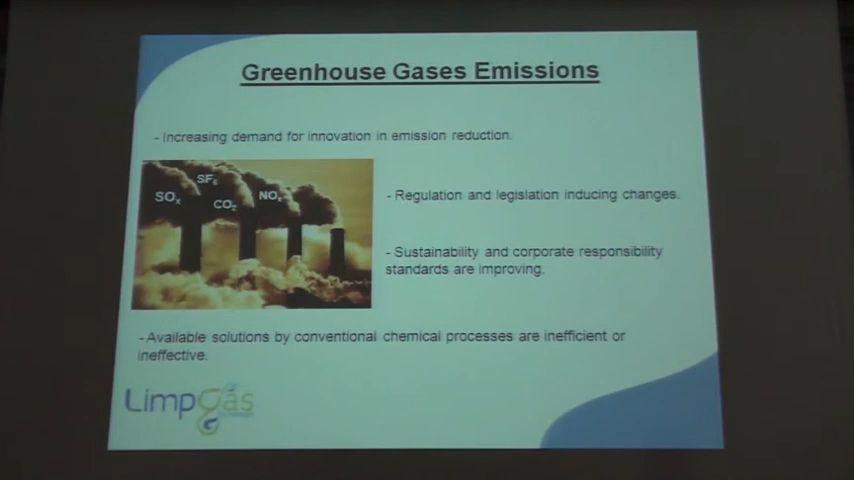 Greenhouse Gases Emissions
- Increasing demand for innovation in emission reduction.
SF₆
SOₓ
CO₂
NOₓ
- Regulation and legislation inducing changes.
- Sustainability and corporate responsibility
standards are improving.
- Available solutions by conventional chemical processes are inefficient or
ineffective.
Limpgás